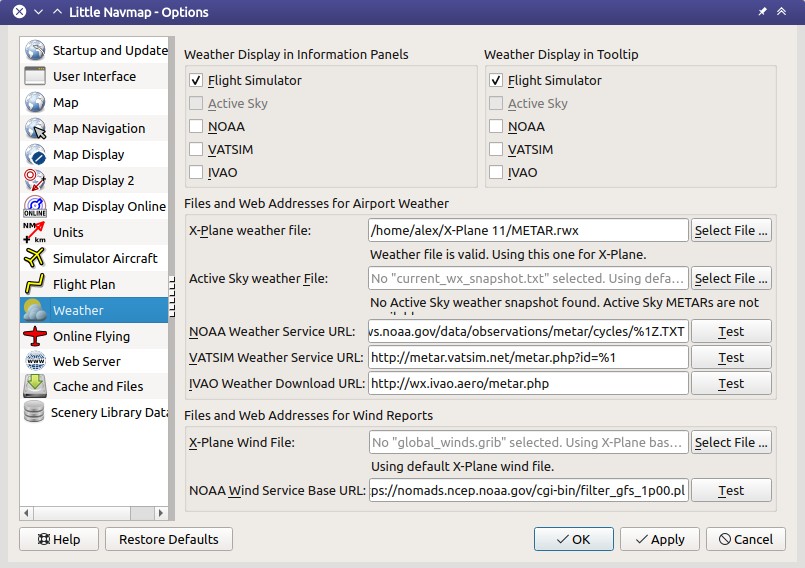 Little Navmap - Options
Startup and Update
User Interface
Map
Map Navigation
Map Display
Map Display 2
Map Display Online
Units
Simulator Aircraft
Flight Plan
Weather
Online Flying
Web Server
Cache and Files
Scenery Library Data
Weather Display in Information Panels
Flight Simulator
Active Sky
NOAA
VATSIM
IVAO
Weather Display in Tooltip
Flight Simulator
Active Sky
NOAA
VATSIM
IVAO
Files and Web Addresses for Airport Weather
X-Plane weather file: /home/alex/X-Plane 11/METAR.rwx Select File ...
Weather file is valid. Using this one for X-Plane.
Active Sky weather File: No "current_wx_snapshot.txt" selected. Using defa... Select File ...
No Active Sky weather snapshot found. Active Sky METARs are not
NOAA Weather Service URL: ws.noaa.gov/data/observations/metar/cycles/%1Z.TXT Test
VATSIM Weather Service URL: http://metar.vatsim.net/metar.php?id=%1 Test
IVAO Weather Download URL: http://wx.ivao.aero/metar.php Test
Files and Web Addresses for Wind Reports
X-Plane Wind File: No "global_winds.grib" selected. Using X-Plane bas... Select File ...
Using default X-Plane wind file.
NOAA Wind Service Base URL: ps://nomads.ncep.noaa.gov/cgi-bin/filter_gfs_1p00.pl Test
Help Restore Defaults OK Apply Cancel